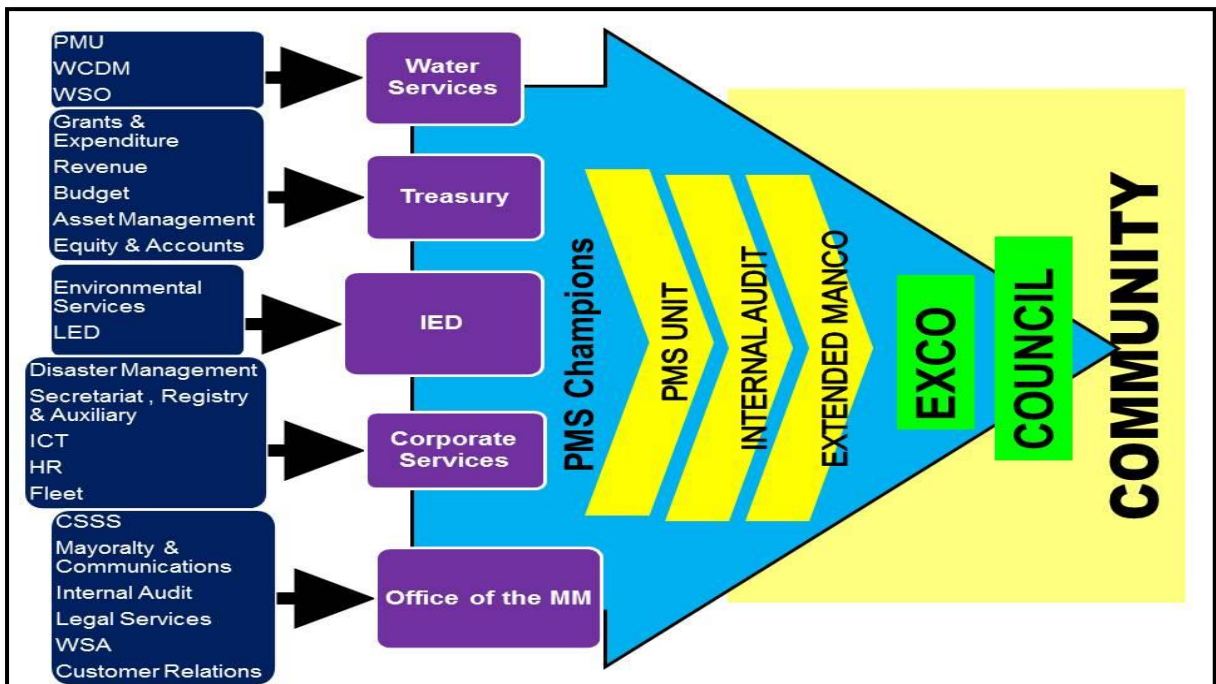 PMU
WCDM
WSO
Water
Services
Grants &
Expenditure
Revenue
Budget
Asset Management
Equity & Accounts
Treasury
Environmental
Services
LED
IED
Disaster Management
Secretariat , Registry
& Auxiliary
ICT
HR
Fleet
Corporate
Services
CSSS
Mayoralty &
Communications
Internal Audit
Legal Services
WSA
Customer Relations
Office of the MM
PMS Champions
PMS UNIT
INTERNAL AUDIT
EXTENDED MANCO
EXCO
COUNCIL
COMMUNITY